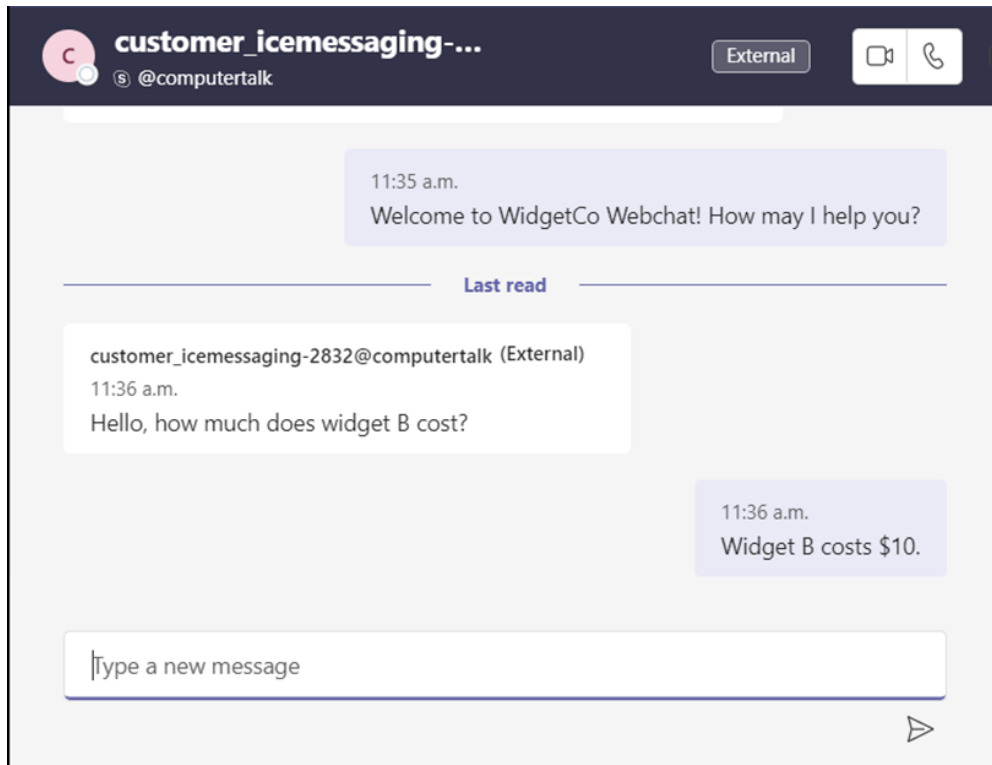 C
customer_icemessaging-...
S @computertalk
External
11:35 a.m.
Welcome to WidgetCo Webchat! How may I help you?
Last read
customer_icemessaging-2832@computertalk (External)
11:36 a.m.
Hello, how much does widget B cost?
11:36 a.m.
Widget B costs $10.
Type a new message